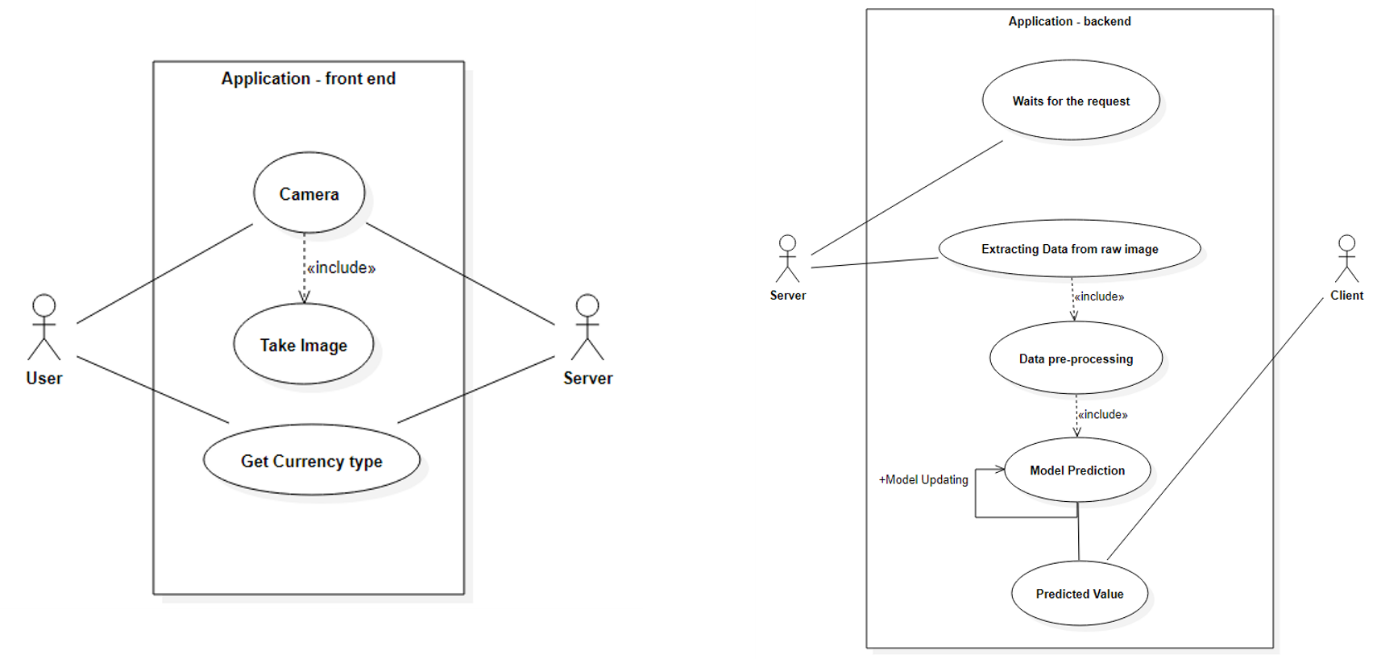 Application - front end
Camera
«include»
Take Image
User
Server
Get Currency type
Application - backend
Waits for the request
Extracting Data from raw image
Server
Client
«include»
Data pre-processing
«include»
Model Prediction
+Model Updating
Predicted Value